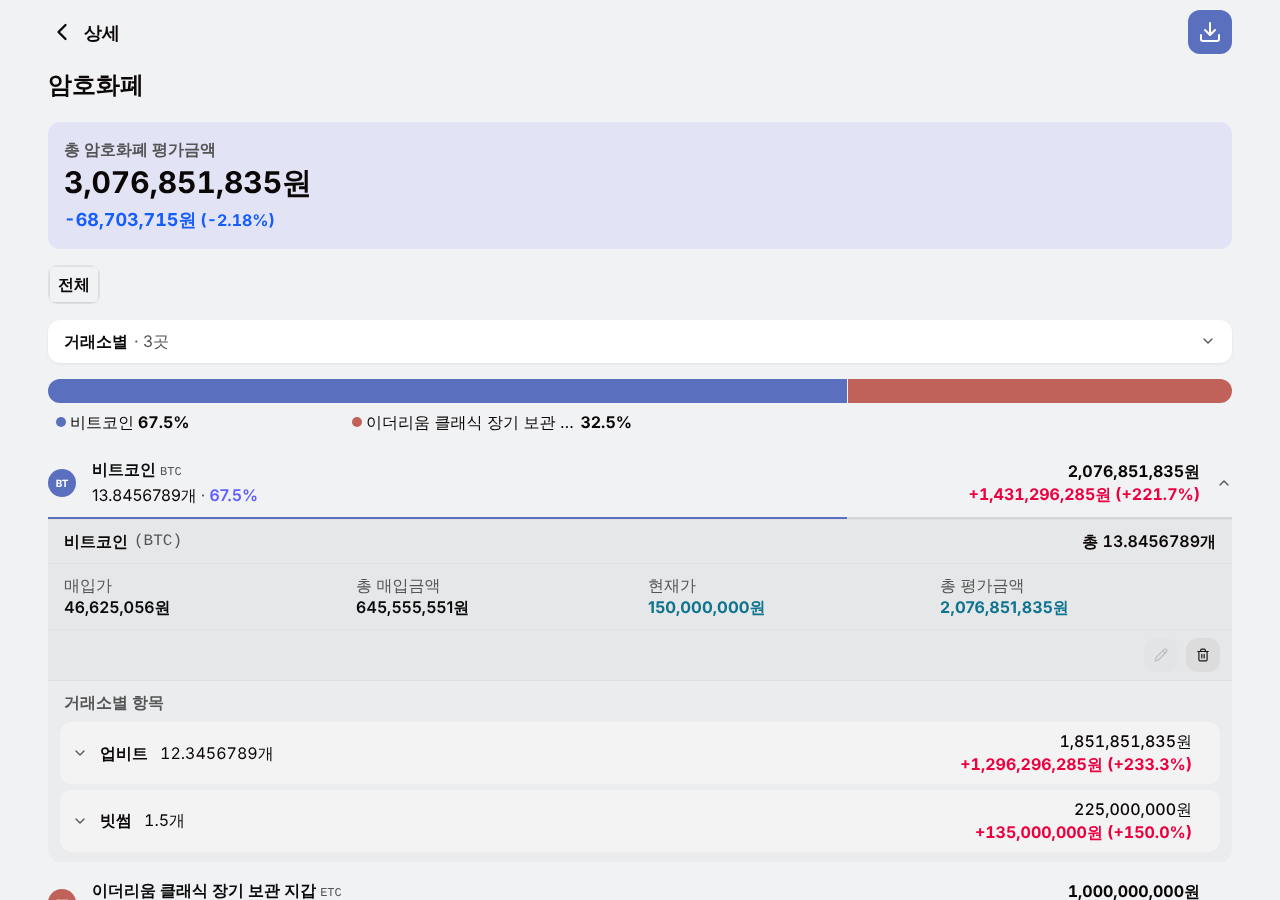 상세
암호화폐
총 암호화폐 평가금액
3,076,851,835원
-68,703,715원 (-2.18%)
전체
거래소별 · 3곳
비트코인 67.5%
이더리움 클래식 장기 보관 ... 32.5%
BT
비트코인 BTC
13.8456789개 · 67.5%
2,076,851,835원
+1,431,296,285원 (+221.7%)
비트코인 (BTC)
총 13.8456789개
매입가
46,625,056원
총 매입금액
645,555,551원
현재가
150,000,000원
총 평가금액
2,076,851,835원
거래소별 항목
업비트 12.3456789개
1,851,851,835원
+1,296,296,285원 (+233.3%)
빗썸 1.5개
225,000,000원
+135,000,000원 (+150.0%)
이더리움 클래식 장기 보관 지갑 ETC
1,000,000,000원